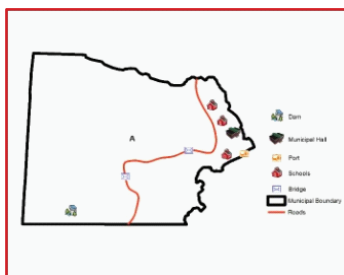 A
Dam
Municipal Hall
Port
Schools
Bridge
Municipal Boundary
Roads